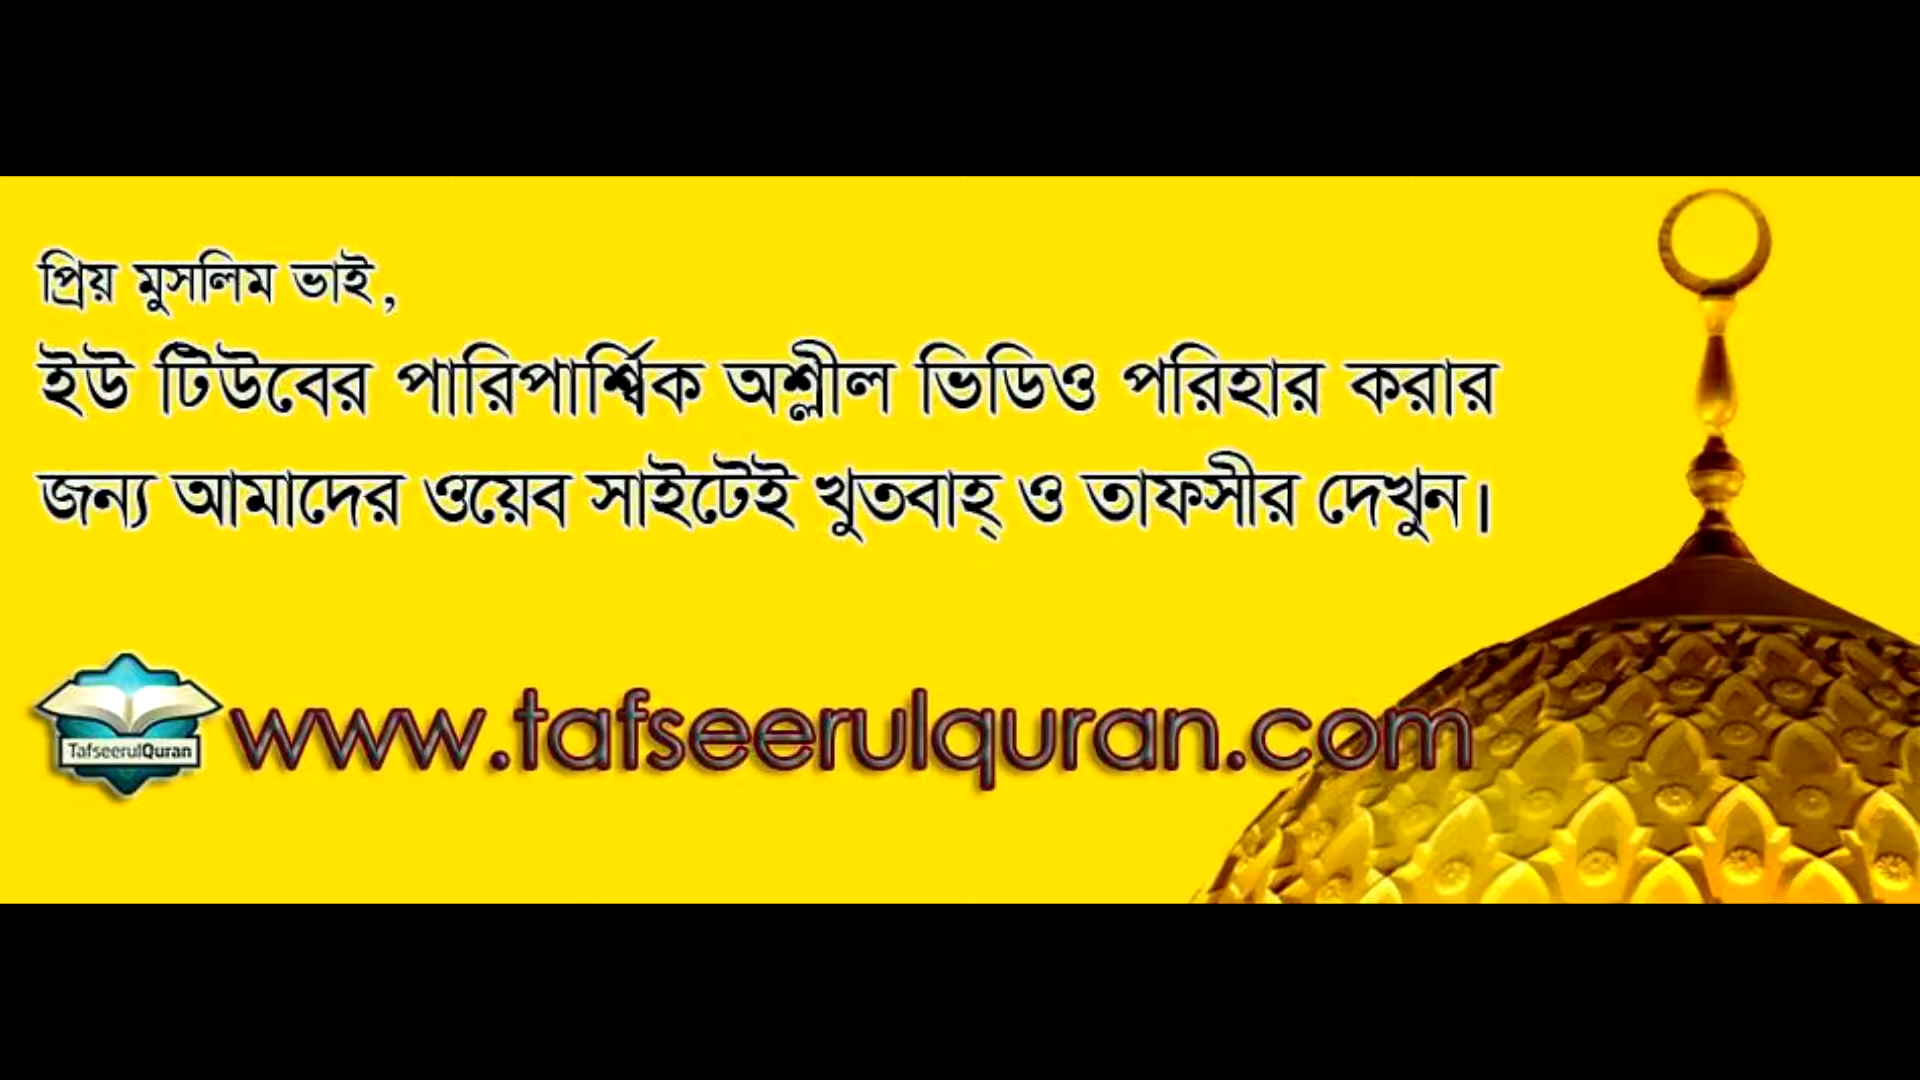 প্রিয় মুসলিম ভাই,
ইউ টিউবের পারিপার্শ্বিক অশ্লীল ভিডিও পরিহার করার
জন্য আমাদের ওয়েব সাইটেই খুতবাহ্ ও তাফসীর দেখুন।
TafseerulQuran
www.tafseerulquran.com